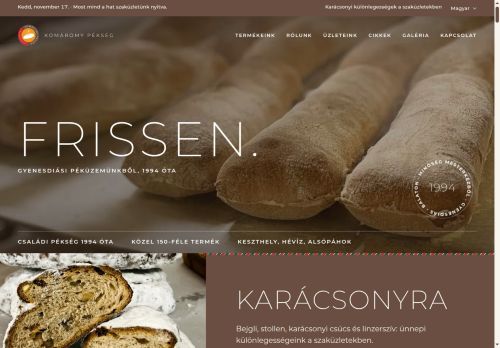 Kedd, november 17. · Most mind a hat szaküzletünk nyitva.
Karácsonyi különlegességek a szaküzletekben
Magyar
KOMÁROMY PÉKSÉG
TERMÉKEINK
RÓLUNK
ÜZLETEINK
CIKKEK
GALÉRIA
KAPCSOLAT
FRISSEN.
GYENESDIÁSI PÉKÜZEMÜNKBŐL, 1994 ÓTA
1994
CSALÁDI PÉKSÉG 1994 ÓTA
KÖZEL 150-FÉLE TERMÉK
KESZTHELY, HÉVÍZ, ALSÓPÁHOK
KARÁCSONYRA
Bejgli, stollen, karácsonyi csúcs és linzerszív: ünnepi
különlegességeink a szaküzletekben.